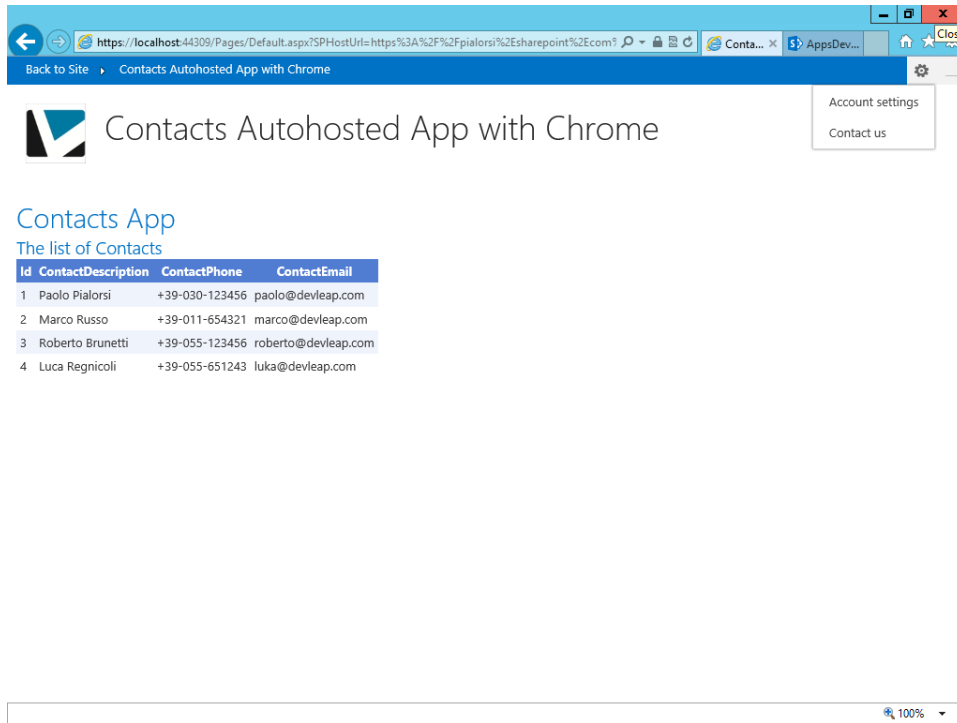 https://localhost:44309/Pages/Default.aspx?SPHostUrl=https%3A%2F%2Fpialorsi%2Esharepoint%2Ecom
Conta...
AppsDev...
Clos
Back to Site
Contacts Autohosted App with Chrome
Account settings
Contact us
Contacts Autohosted App with Chrome
Contacts App
The list of Contacts
Id ContactDescription ContactPhone ContactEmail
1 Paolo Pialorsi +39-030-123456 paolo@devleap.com
2 Marco Russo +39-011-654321 marco@devleap.com
3 Roberto Brunetti +39-055-123456 roberto@devleap.com
4 Luca Regnicoli +39-055-651243 luka@devleap.com
100%